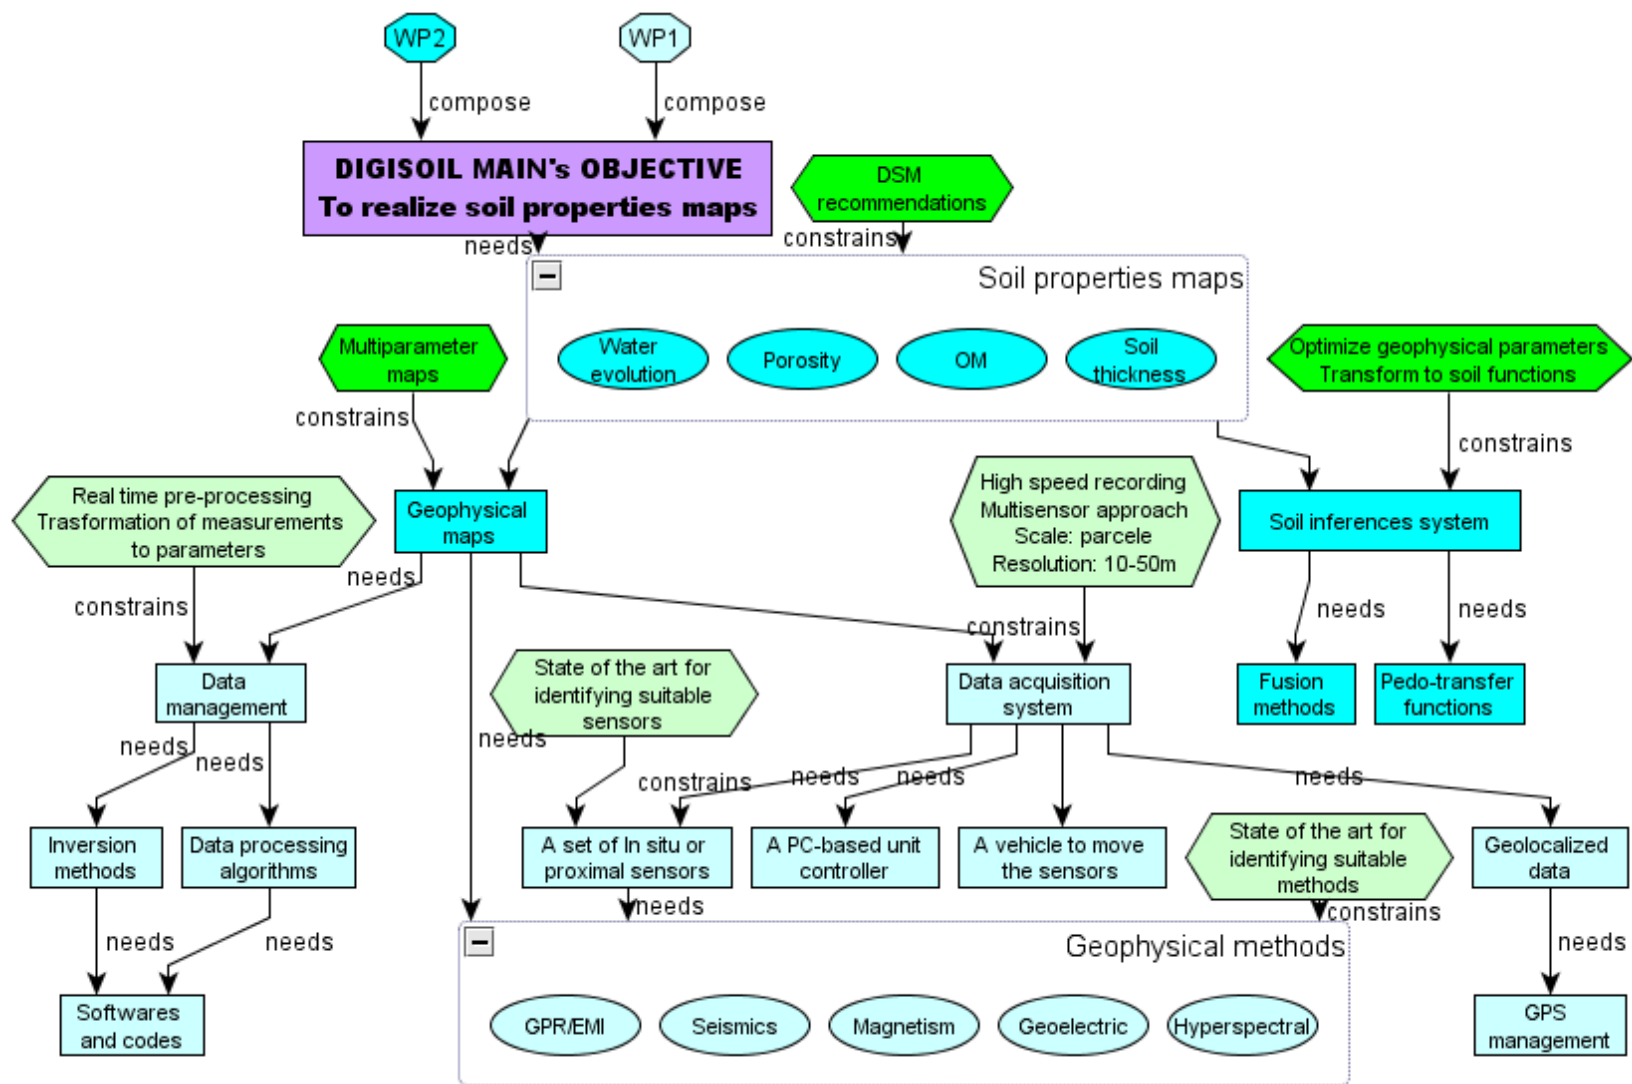 WP2
WP1
compose
compose
DIGISOIL MAIN's OBJECTIVE
To realize soil properties maps
DSM
recommendations
needs
constrains
Soil properties maps
Water
evolution
Porosity
OM
Soil
thickness
Multiparameter
maps
Optimize geophysical parameters
Transform to soil functions
constrains
constrains
Real time pre-processing
Trasformation of measurements
to parameters
Geophysical
maps
High speed recording
Multisensor approach
Scale: parcele
Resolution: 10-50m
Soil inferences system
needs
constrains
constrains
needs
needs
Data
management
State of the art for
identifying suitable
sensors
Data acquisition
system
Fusion
methods
Pedo-transfer
functions
needs
needs
needs
constrains
needs
needs
needs
Inversion
methods
Data processing
algorithms
A set of In situ or
proximal sensors
A PC-based unit
controller
A vehicle to move
the sensors
State of the art for
identifying suitable
methods
Geolocalized
data
needs
constrains
needs
needs
needs
Geophysical methods
Softwares
and codes
GPR/EMI
Seismics
Magnetism
Geoelectric
Hyperspectral
GPS
management